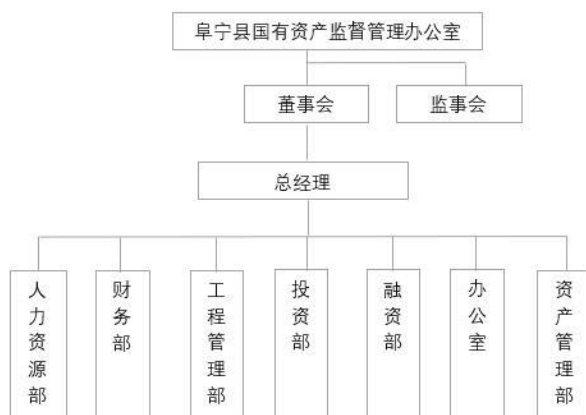 阜宁县国有资产监督管理办公室
董事会
监事会
总经理
人力资源部
财务部
工程管理部
投资部
融资部
办公室
资产管理部